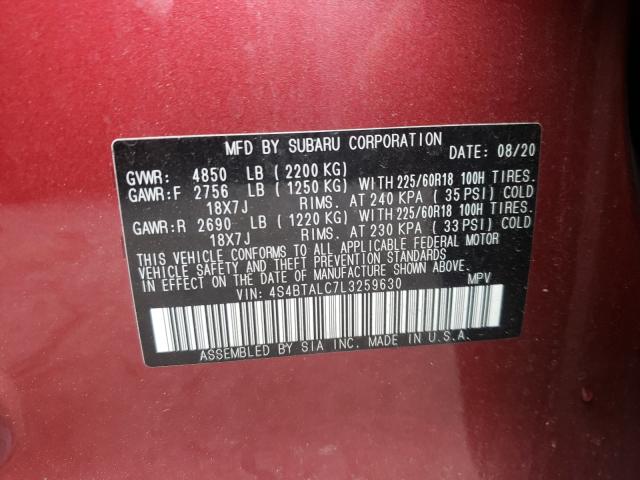 MFD BY SUBARU CORPORATION DATE: 08/20
GVWR: 4850 LB (2200 KG)
GAWR:F 2756 LB (1250 KG) WITH 225/60R18 100H TIRES.
18X7J RIMS. AT 240 KPA ( 35 PSI) COLD
GAWR:R 2690 LB (1220 KG) WITH 225/60R18 100H TIRES.
18X7J RIMS. AT 230 KPA ( 33 PSI) COLD
THIS VEHICLE CONFORMS TO ALL APPLICABLE FEDERAL MOTOR
VEHICLE SAFETY AND THEFT PREVENTION STANDARDS
IN EFFECT ON THE DATE OF MANUFACTURE SHOWN ABOVE.
VIN: 4S4BTALC7L3259630 MPV
ASSEMBLED BY SIA INC. MADE IN U.S.A.